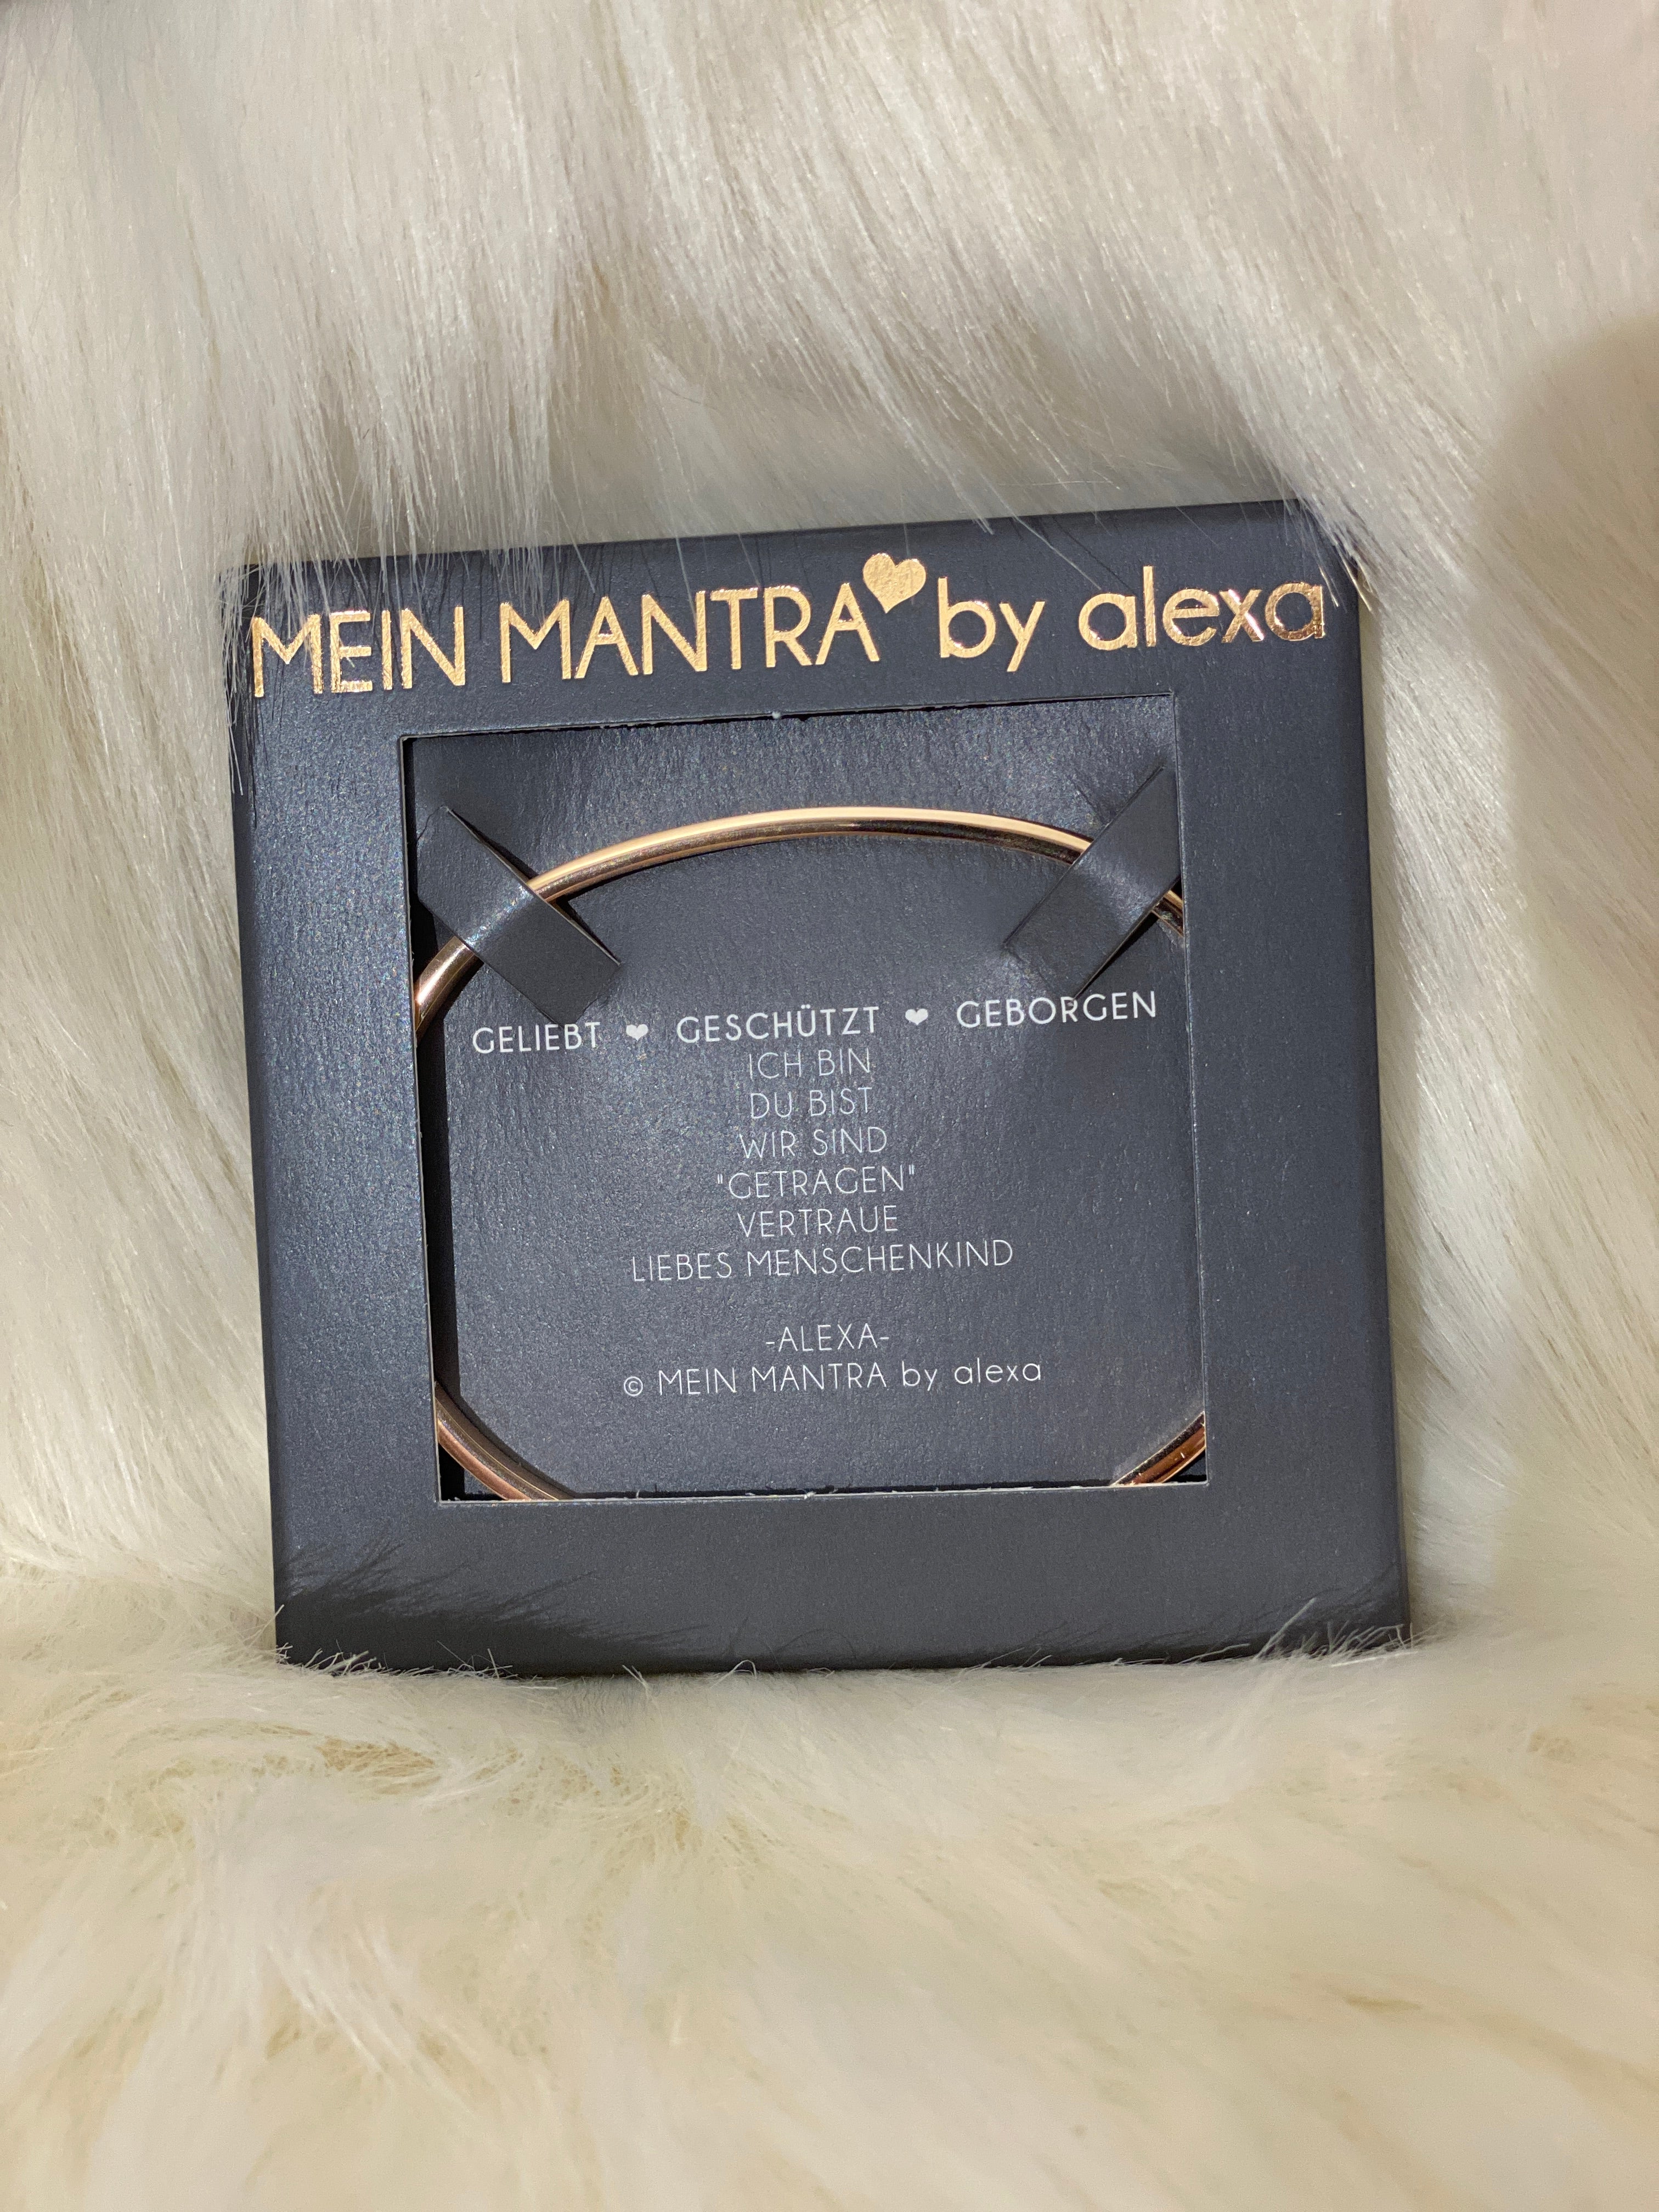 MEIN MANTRA♥by alexa
GELIEBT ❤ GESCHÜTZT ❤ GEBORGEN
ICH BIN
DU BIST
WIR SIND
"GETRAGEN"
VERTRAUE
LIEBES MENSCHENKIND
-ALEXA-
© MEIN MANTRA by alexa